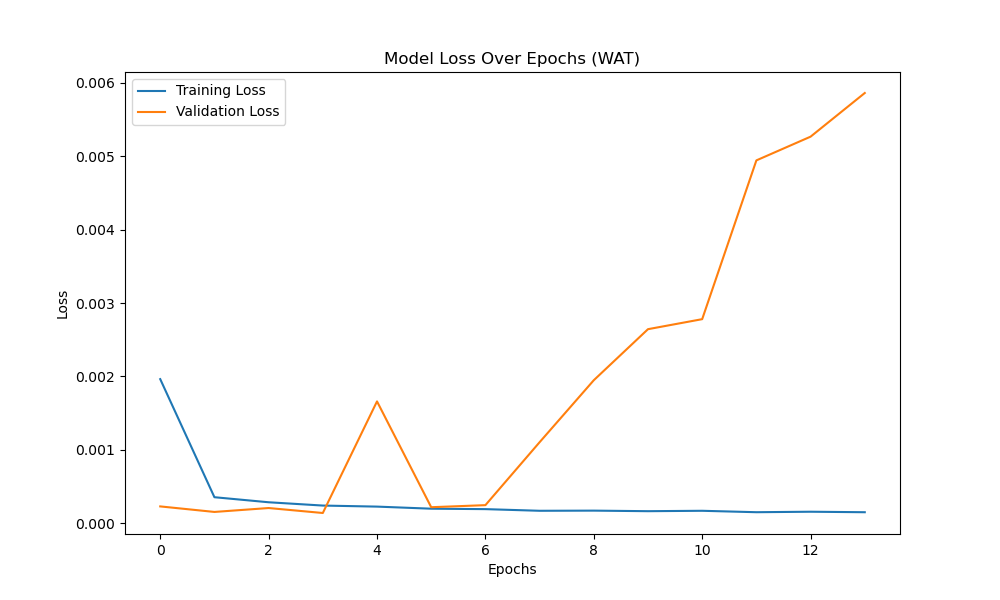 Model Loss Over Epochs (WAT)
Training Loss
Validation Loss
0.006
0.005
0.004
0.003
0.002
0.001
0.000
Loss
0 2 4 6 8 10 12
Epochs